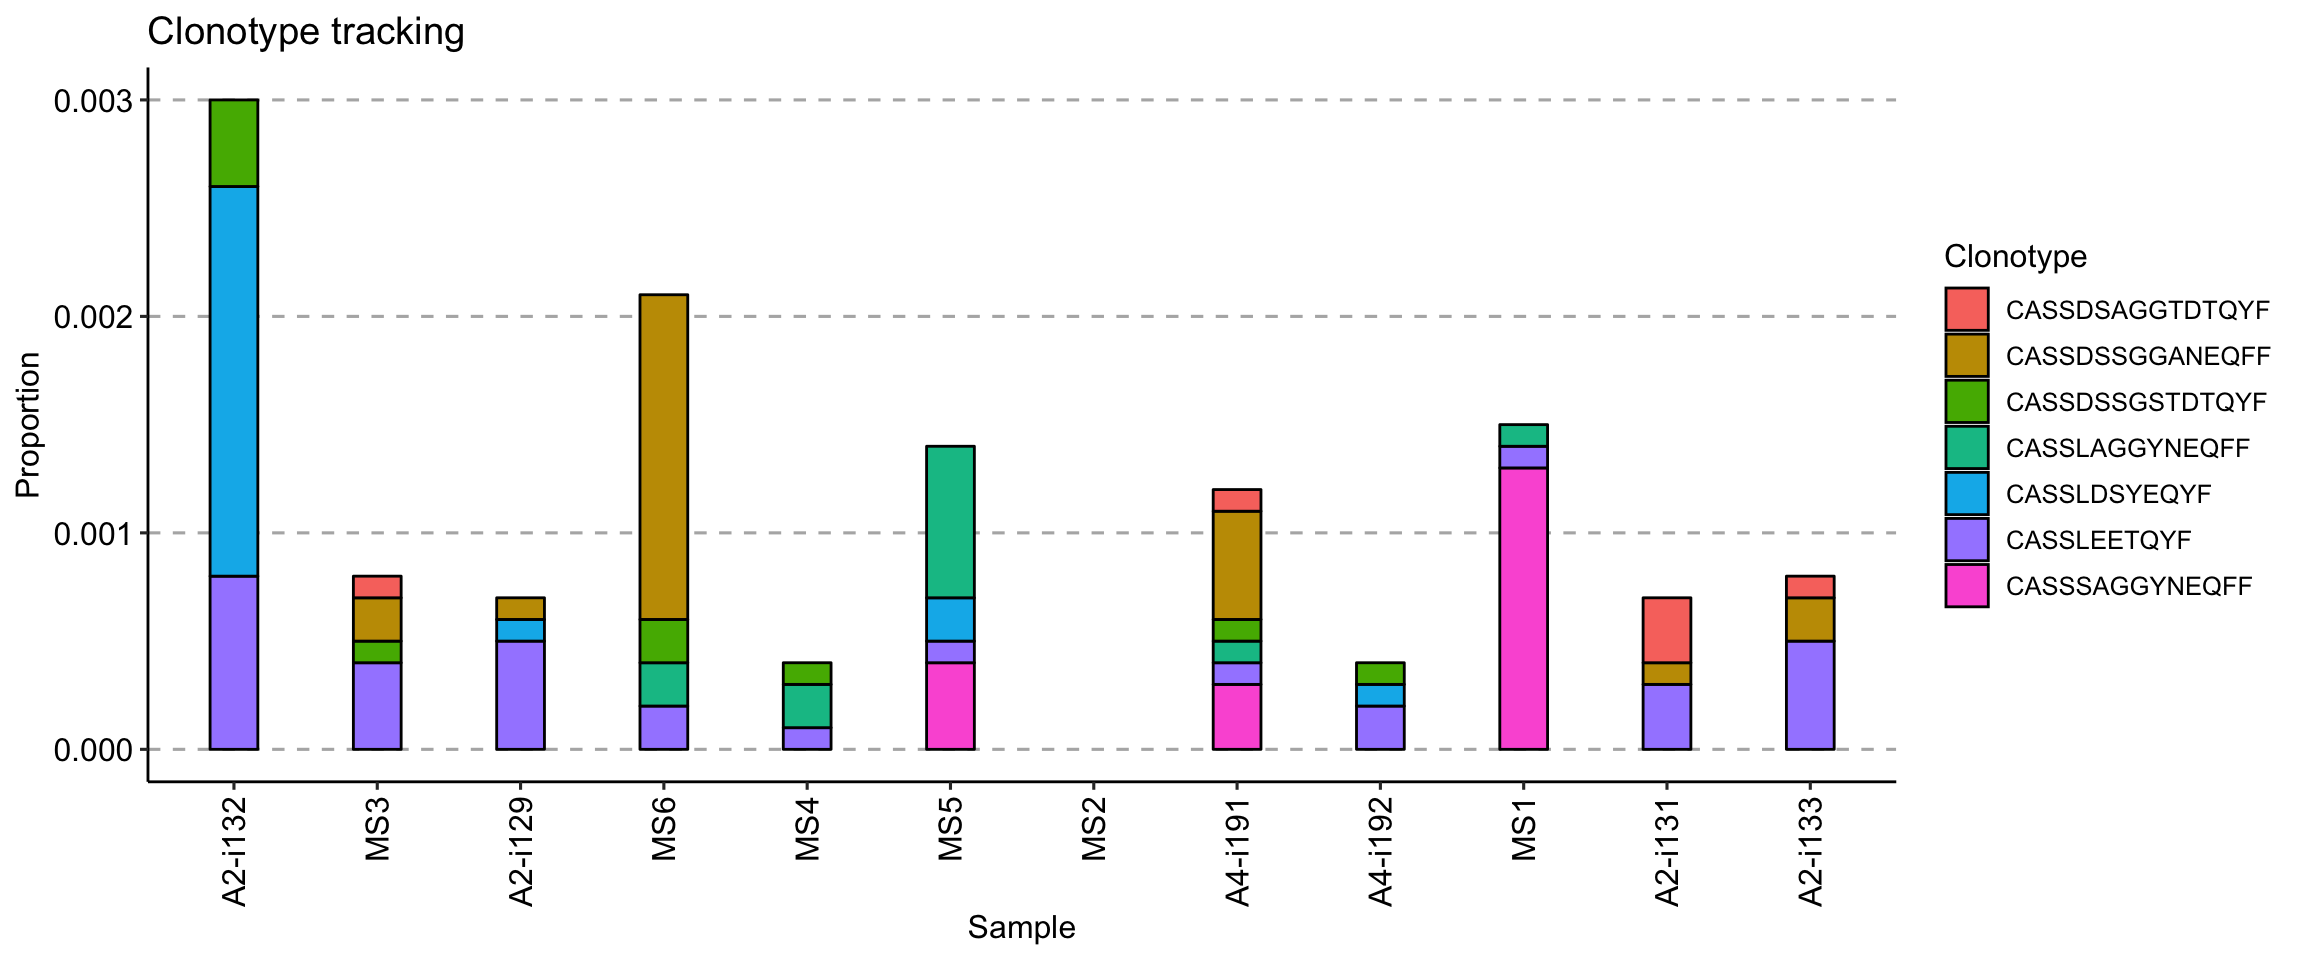 Clonotype tracking
0.003
0.002
0.001
0.000
Proportion
A2-i132
MS3
A2-i129
MS6
MS4
MS5
MS2
A4-i191
A4-i192
MS1
A2-i131
A2-i133
Sample
Clonotype
CASSDSAGGTDTQYF
CASSDSSGGANEQFF
CASSDSSGSTDTQYF
CASSLAGGYNEQFF
CASSLDSYEQYF
CASSLEETQYF
CASSSAGGYNEQFF